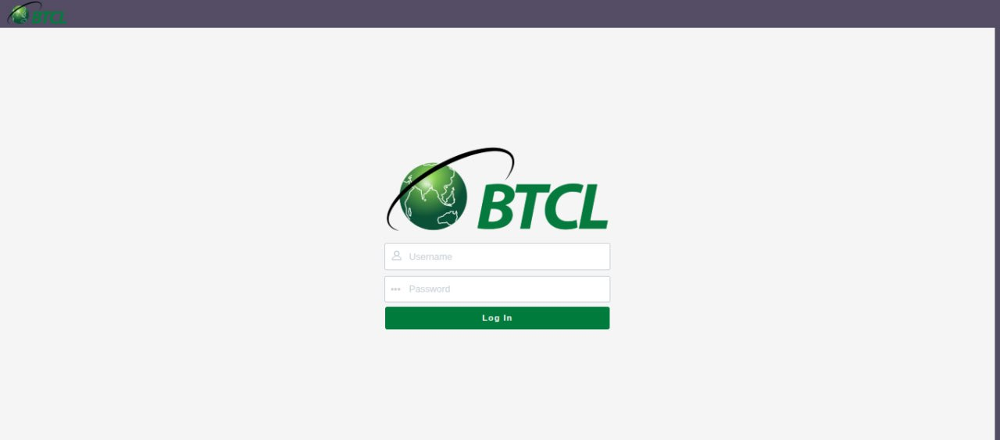 BTCL
BTCL
Username
Password
Log In